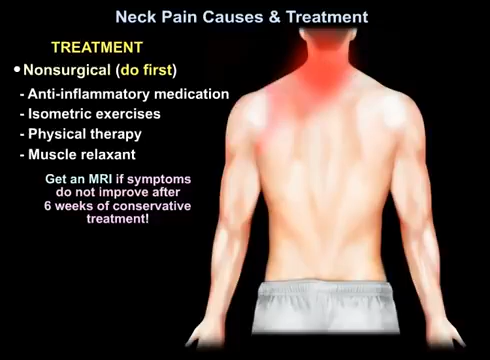 Neck Pain Causes & Treatment
TREATMENT
• Nonsurgical (do first)
- Anti-inflammatory medication
- Isometric exercises
- Physical therapy
- Muscle relaxant
Get an MRI if symptoms
do not improve after
6 weeks of conservative
treatment!